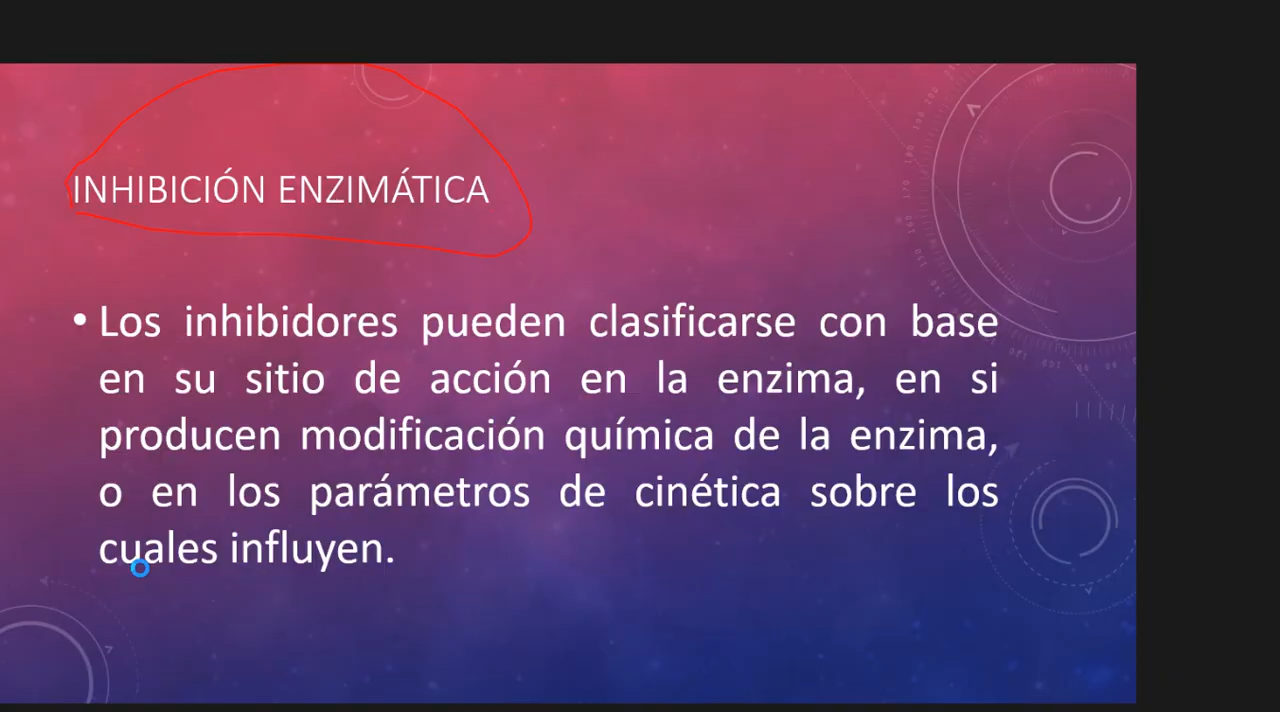 INHIBICIÓN ENZIMÁTICA
• Los inhibidores pueden clasificarse con base
en su sitio de acción en la enzima, en si
producen modificación química de la enzima,
o en los parámetros de cinética sobre los
cuales influyen.